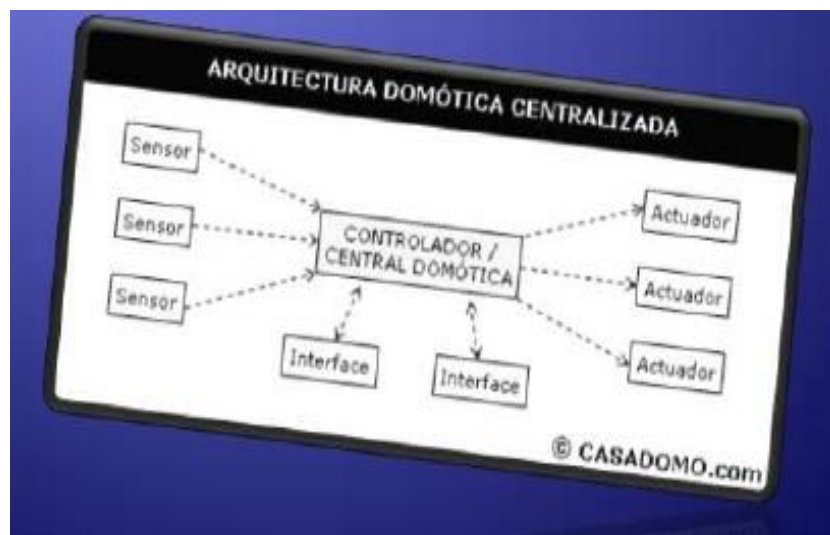 ARQUITECTURA DOMÓTICA CENTRALIZADA
Sensor
Sensor
Sensor
CONTROLADOR /
CENTRAL DOMÓTICA
Actuador
Actuador
Actuador
Interface
Interface
© CASADOMO.com